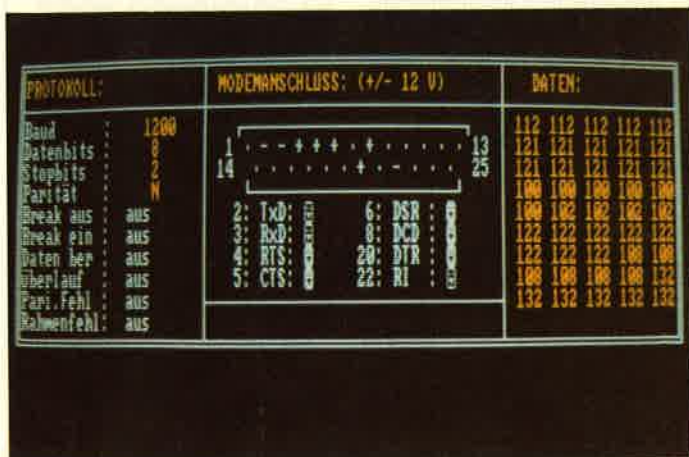 PROTOKOLL:
Baud : 1200
Datenbits : 8
Stopbits : 2
Parität : N
Break aus : aus
Break ein : aus
Daten her : aus
Überlauf : aus
Pari.Fehl : aus
Rahmenfehl: aus
MODEMANSCHLUSS: (+/- 12 V)
1 · - - + + + · + · · · · · 13
14 · · · · · + · - · · · 25
2: TxD:
6: DSR :
3: RxD:
8: DCD :
4: RTS:
20: DTR :
5: CTS:
22: RI :
DATEN:
112 112 112 112 112
121 121 121 121 121
121 121 121 121 121
100 100 100 100 100
100 102 102 102 102
122 122 122 122 122
122 122 122 108 108
108 108 108 108 132
132 132 132 132 132